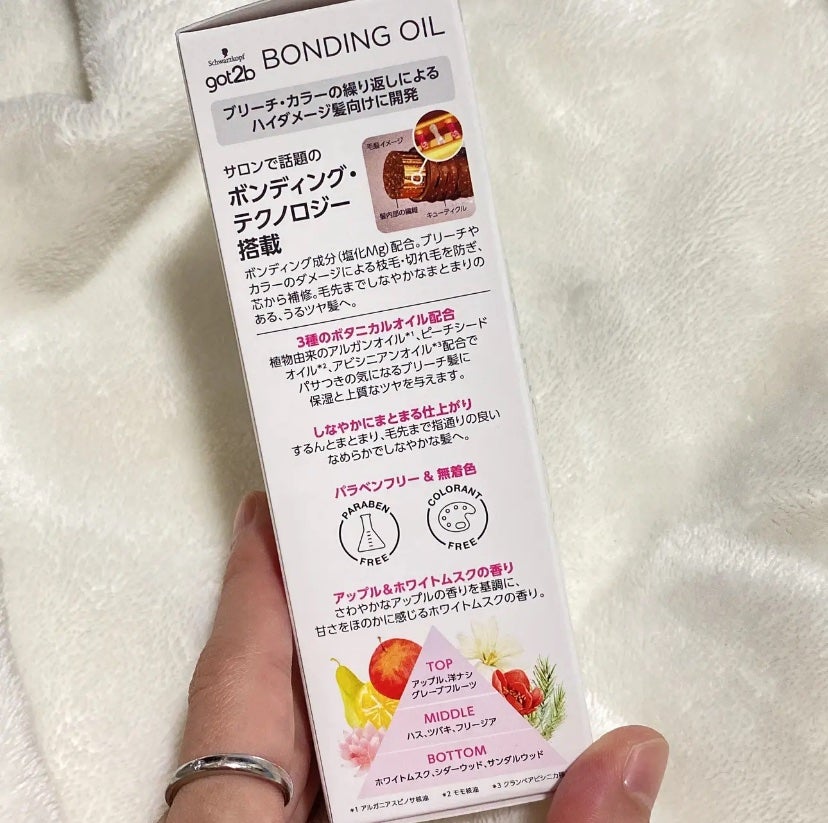 Schwarzkopf
got2b
BONDING OIL
ブリーチ・カラーの繰り返しによる
ハイダメージ髪向けに開発
サロンで話題の
ボンディング・
テクノロジー
搭載
毛髪イメージ
髪内部の繊維
キューティクル
ボンディング成分(塩化Mg)配合。ブリーチや
カラーのダメージによる枝毛・切れ毛を防ぎ、
芯から補修。毛先までしなやかなまとまりの
ある、うるツヤ髪へ。
3種のボタニカルオイル配合
植物由来のアルガンオイル*1、ピーチシード
オイル*2、アビシニアンオイル*3配合で
パサつきの気になるブリーチ髪に
保湿と上質なツヤを与えます。
しなやかにまとまる仕上がり
するんとまとまり、毛先まで指通りの良い
なめらかでしなやかな髪へ。
パラベンフリー & 無着色
PARABEN
FREE
COLORANT
FREE
アップル&ホワイトムスクの香り
さわやかなアップルの香りを基調に、
甘さをほのかに感じるホワイトムスクの香り。
TOP
アップル、洋ナシ
グレープフルーツ
MIDDLE
ハス、ツバキ、フリージア
BOTTOM
ホワイトムスク、シダーウッド、サンダルウッド
*1 アルガニアスピノサ核油 *2 モモ核油 *3 クランベアビシニカ種